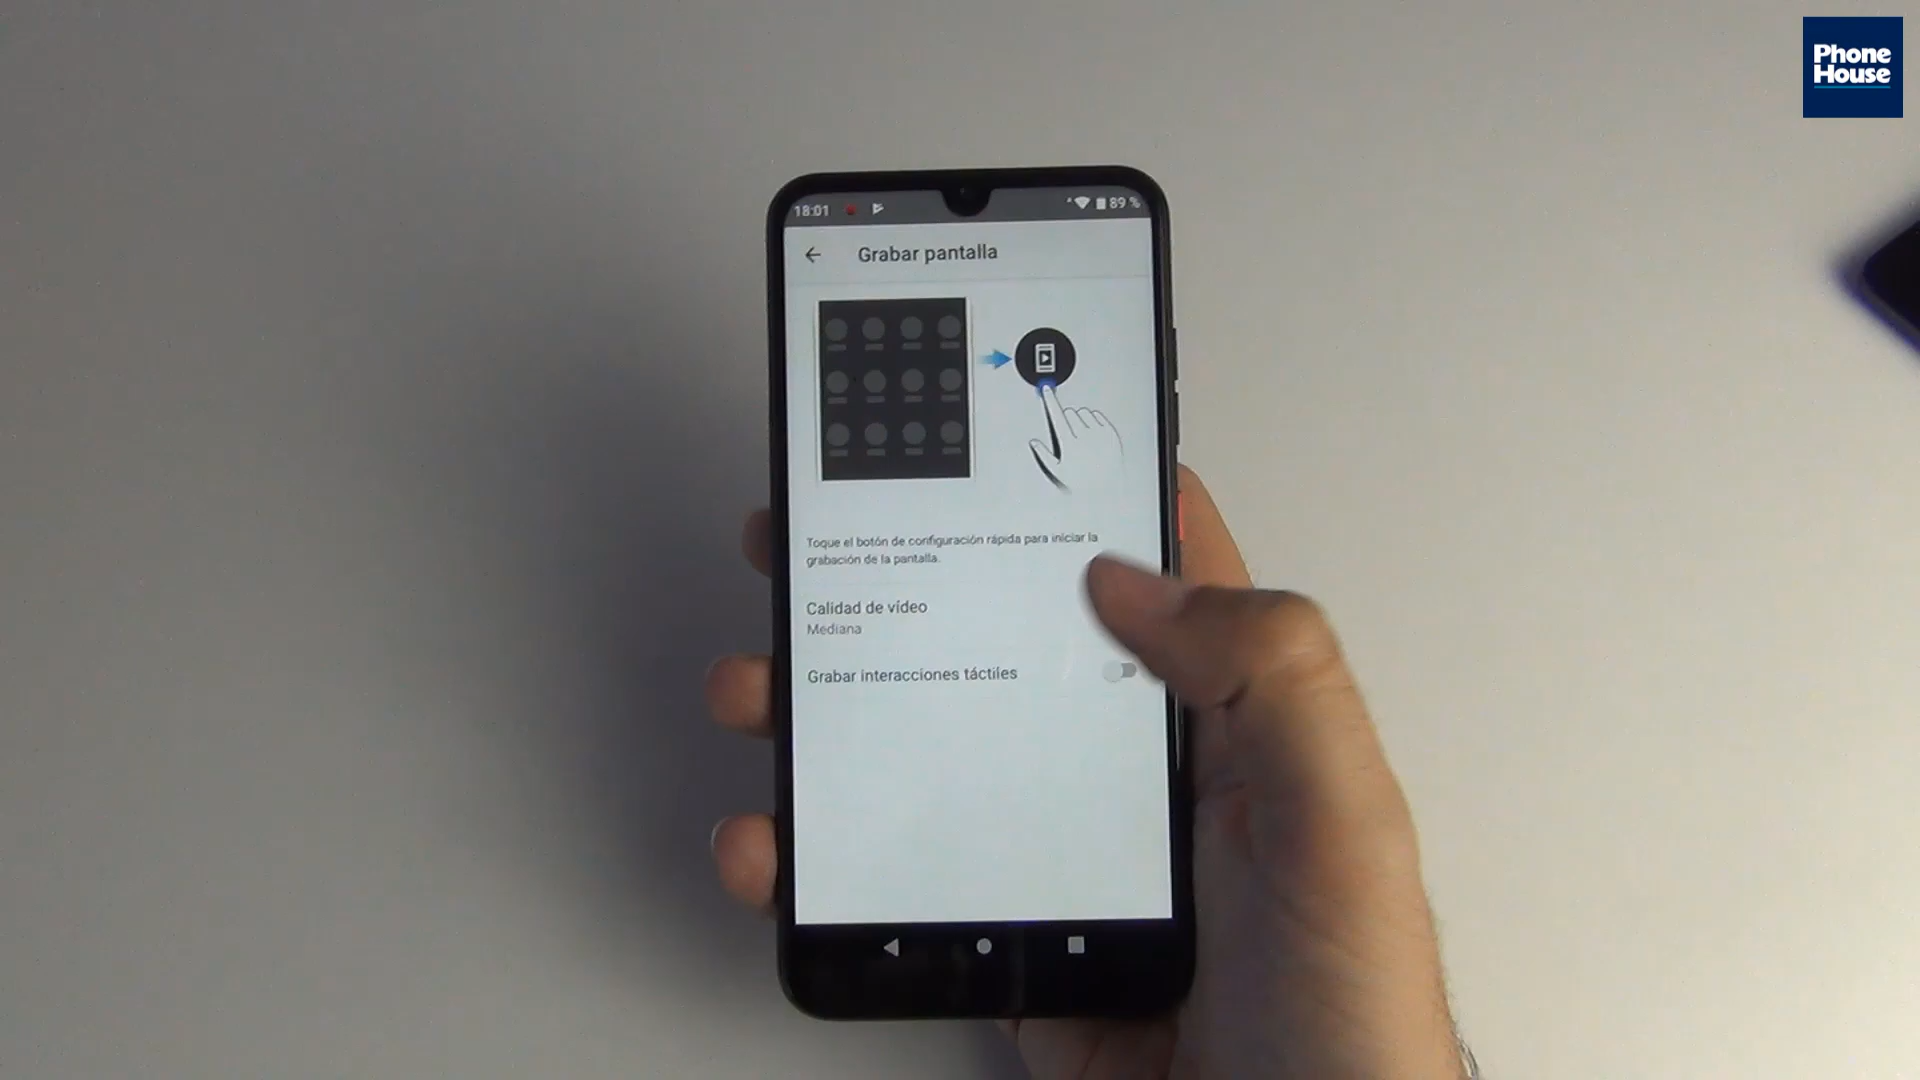 Phone
House
18:01
89 %
Grabar pantalla
Toque el botón de configuración rápida para iniciar la
grabación de la pantalla.
Calidad de vídeo
Mediana
Grabar interacciones táctiles